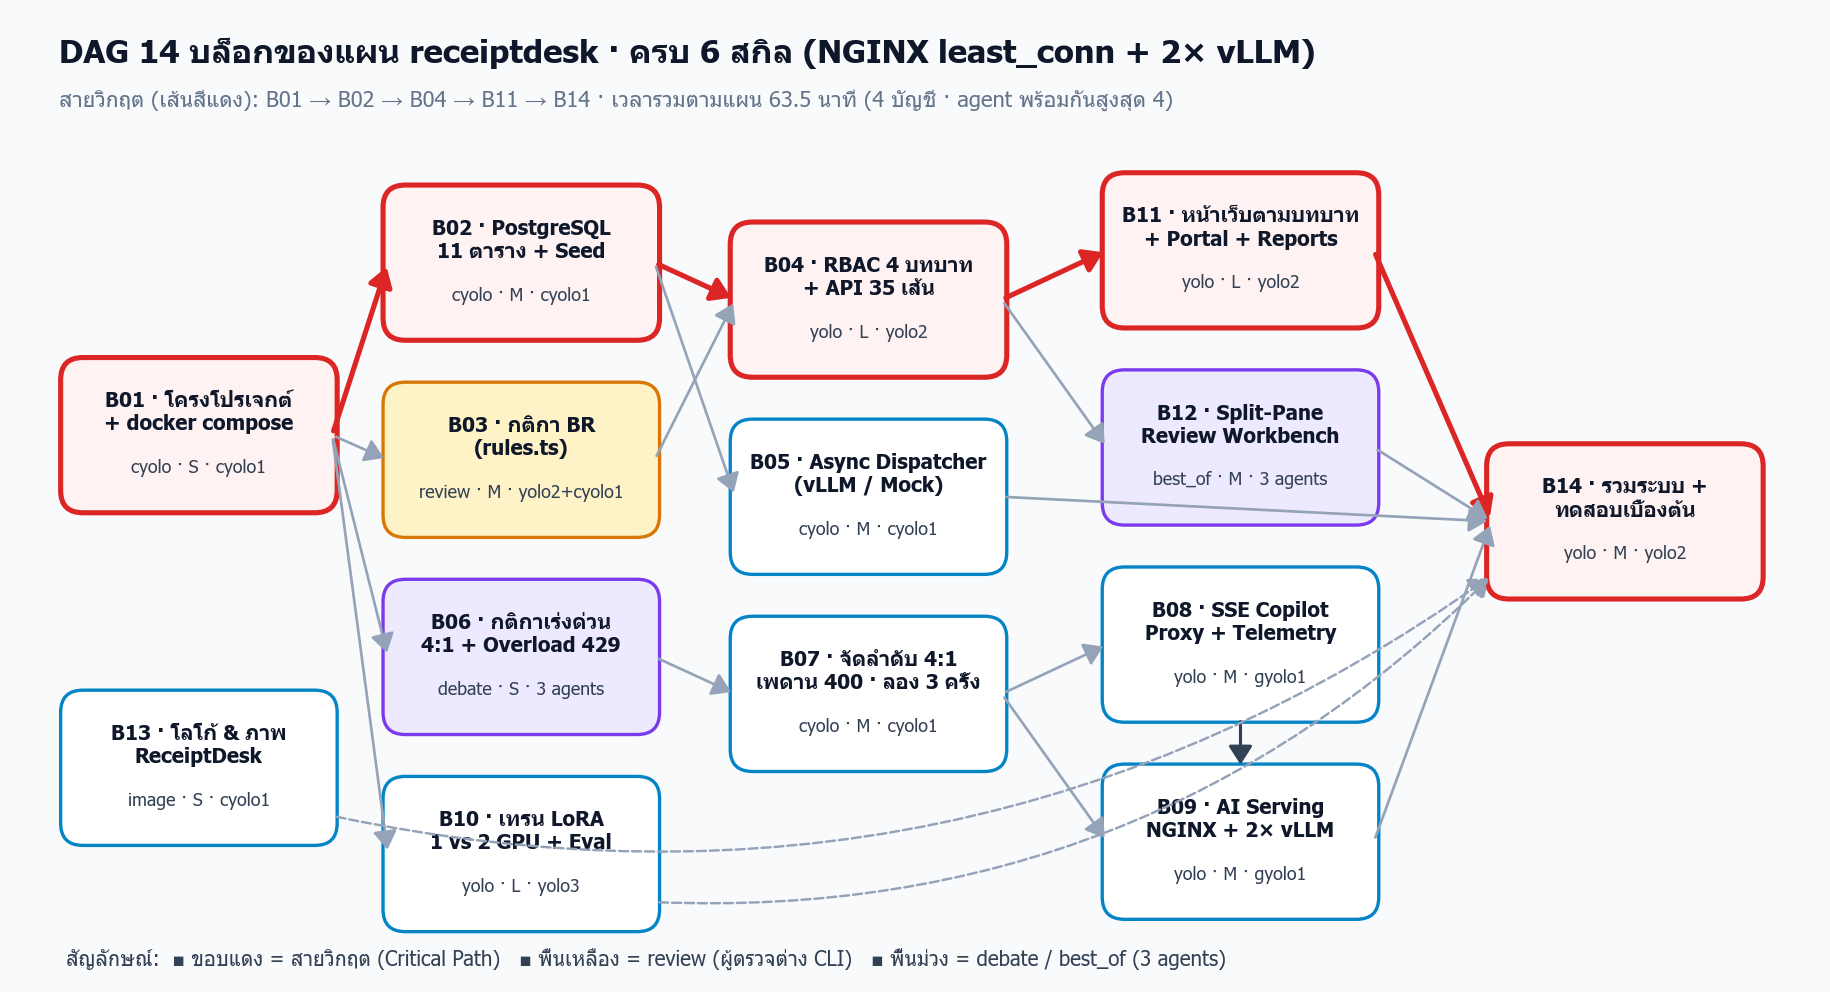 DAG 14 บล็อกของแผน receiptdesk · ครบ 6 สกิล (NGINX least_conn + 2× vLLM)
สายวิกฤต (เส้นสีแดง): B01 → B02 → B04 → B11 → B14 · เวลารวมตามแผน 63.5 นาที (4 บัญชี · agent พร้อมกันสูงสุด 4)
B01 · โครงโปรเจกต์
+ docker compose
cyolo · S · cyolo1
B13 · โลโก้ & ภาพ
ReceiptDesk
image · S · cyolo1
B02 · PostgreSQL
11 ตาราง + Seed
cyolo · M · cyolo1
B03 · กติกา BR
(rules.ts)
review · M · yolo2+cyolo1
B06 · กติกาเร่งด่วน
4:1 + Overload 429
debate · S · 3 agents
B10 · เทรน LoRA
1 vs 2 GPU + Eval
yolo · L · yolo3
B04 · RBAC 4 บทบาท
+ API 35 เส้น
yolo · L · yolo2
B05 · Async Dispatcher
(vLLM / Mock)
cyolo · M · cyolo1
B07 · จัดลำดับ 4:1
เพดาน 400 · ลอง 3 ครั้ง
cyolo · M · cyolo1
B11 · หน้าเว็บตามบทบาท
+ Portal + Reports
yolo · L · yolo2
B12 · Split-Pane
Review Workbench
best_of · M · 3 agents
B08 · SSE Copilot
Proxy + Telemetry
yolo · M · gyolo1
B09 · AI Serving
NGINX + 2× vLLM
yolo · M · gyolo1
B14 · รวมระบบ +
ทดสอบเบื้องต้น
yolo · M · yolo2
สัญลักษณ์: ▪ ขอบแดง = สายวิกฤต (Critical Path) ▪ พื้นเหลือง = review (ผู้ตรวจต่าง CLI) ▪ พื้นม่วง = debate / best_of (3 agents)